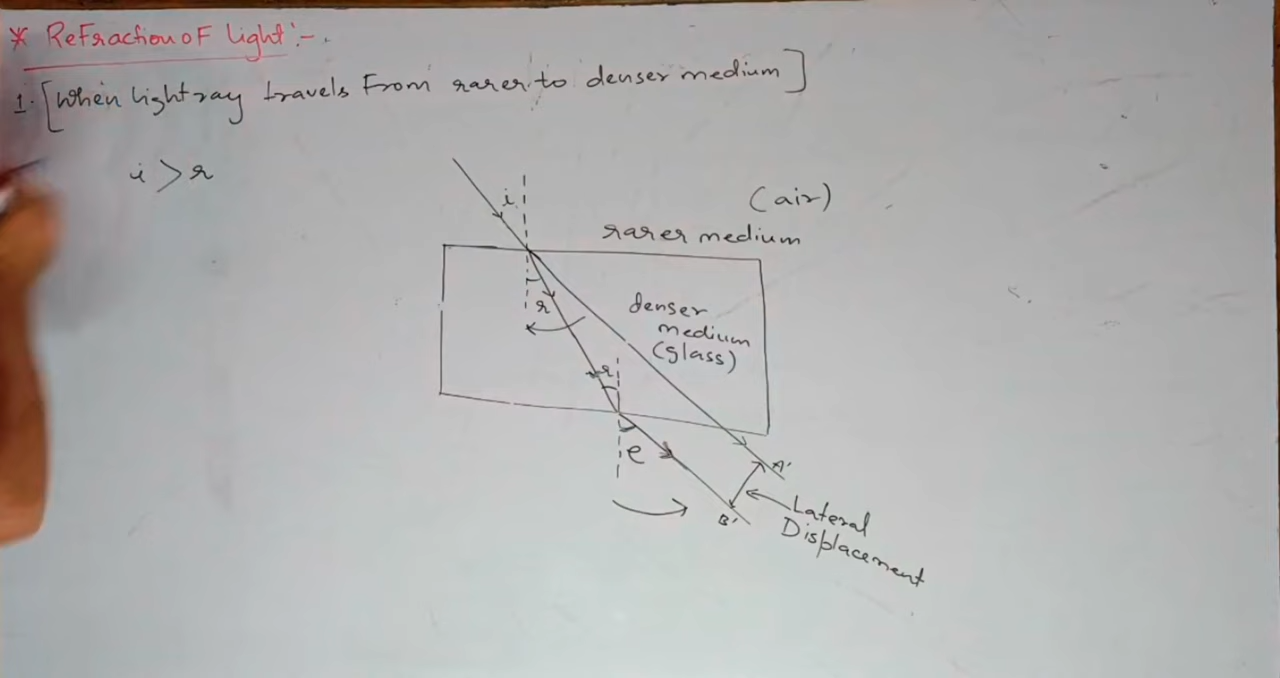 * Refraction of light :-.
1. [When light ray travels From rarer to denser medium]
i > r
i
(air)
rarer medium
r
denser
medium
(glass)
r
e
A'
B'
Lateral
Displacement